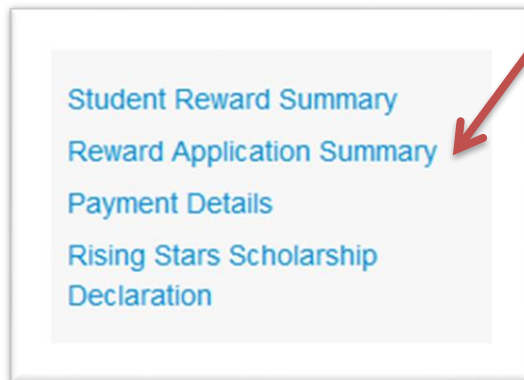 Student Reward Summary
Reward Application Summary
Payment Details
Rising Stars Scholarship
Declaration